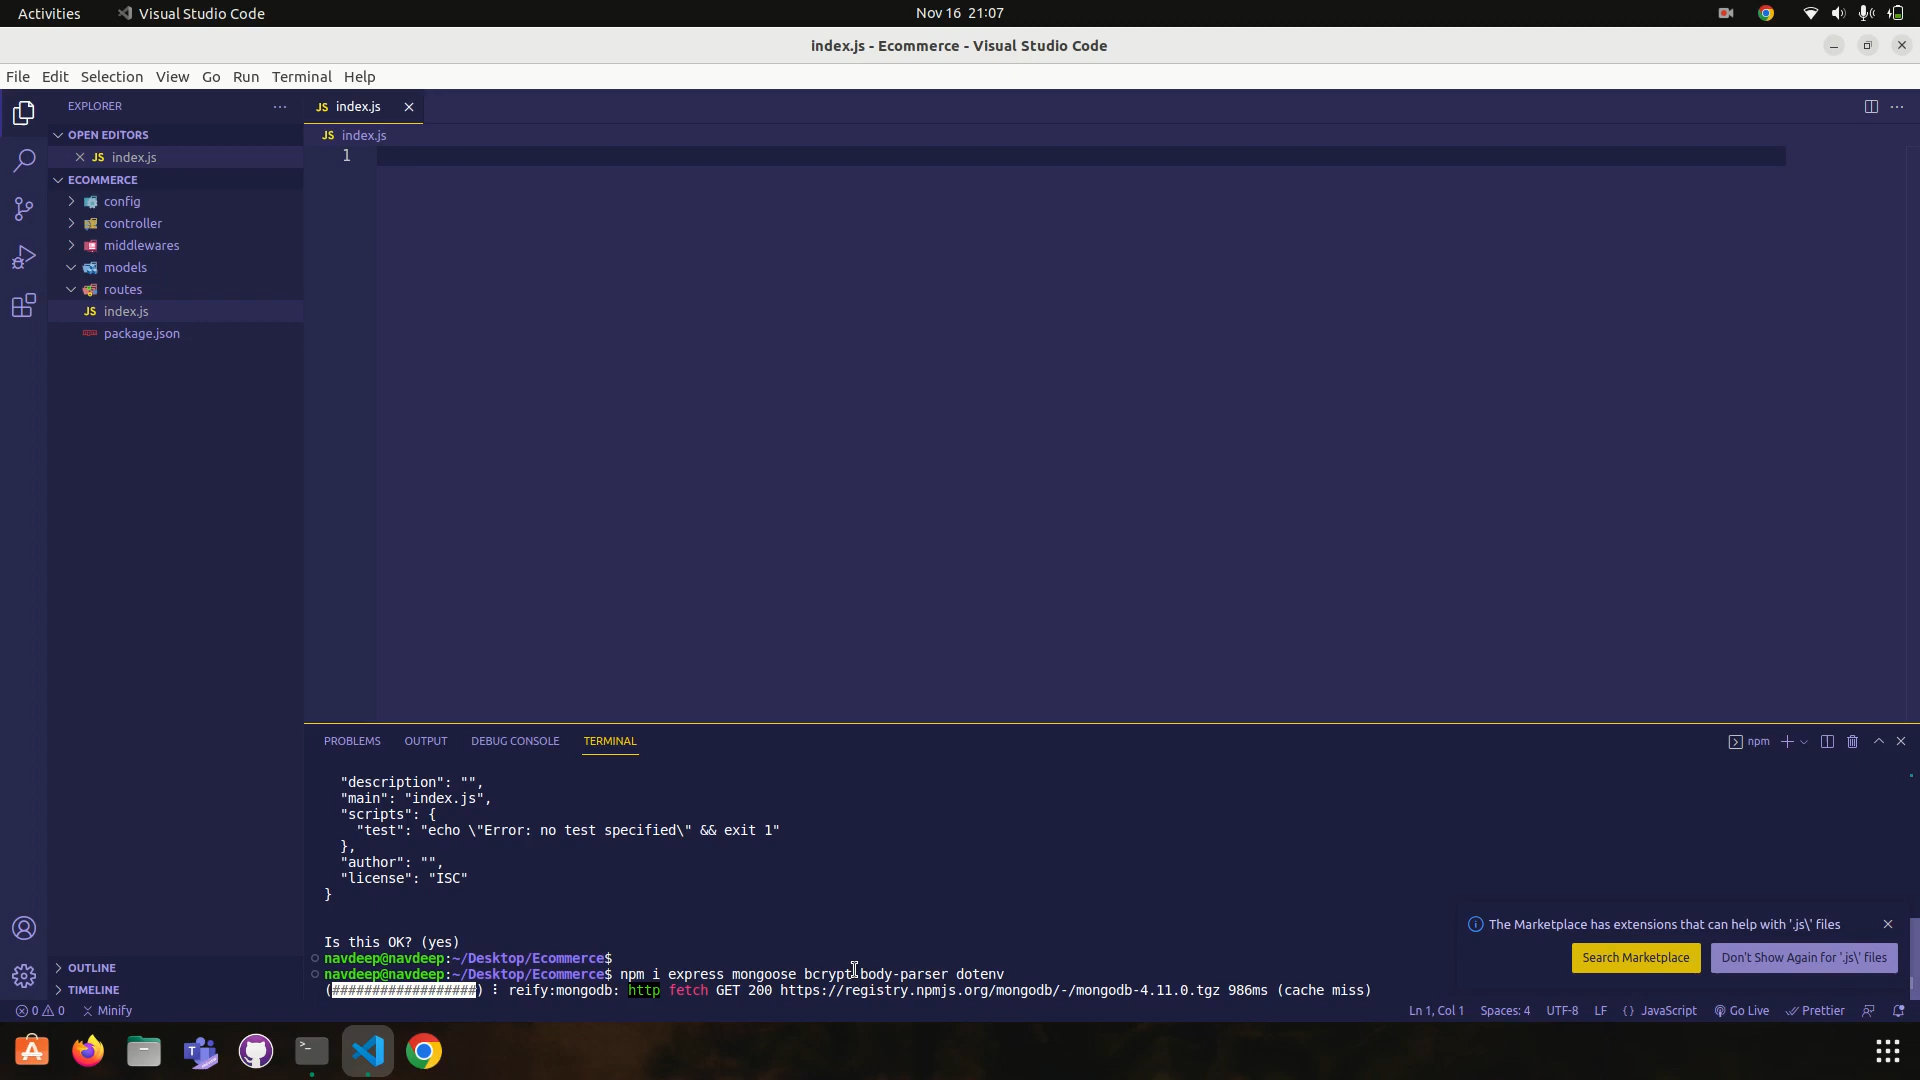 Activities
Visual Studio Code
Nov 16 21:07
index.js - Ecommerce - Visual Studio Code
File Edit Selection View Go Run Terminal Help
EXPLORER
JS index.js
OPEN EDITORS
JS index.js
JS index.js
1
ECOMMERCE
config
controller
middlewares
models
routes
JS index.js
package.json
PROBLEMS OUTPUT DEBUG CONSOLE TERMINAL
npm
"description": "",
"main": "index.js",
"scripts": {
"test": "echo \"Error: no test specified\" && exit 1"
},
"author": "",
"license": "ISC"
}
Is this OK? (yes)
navdeep@navdeep:~/Desktop/Ecommerce$
navdeep@navdeep:~/Desktop/Ecommerce$ npm i express mongoose bcrypt body-parser dotenv
(##################) ⠸ reify:mongodb: http fetch GET 200 https://registry.npmjs.org/mongodb/-/mongodb-4.11.0.tgz 986ms (cache miss)
The Marketplace has extensions that can help with '.js\' files
Search Marketplace
Don't Show Again for '.js\' files
OUTLINE
TIMELINE
0 0 Minify
Ln 1, Col 1 Spaces: 4 UTF-8 LF {} JavaScript Go Live Prettier